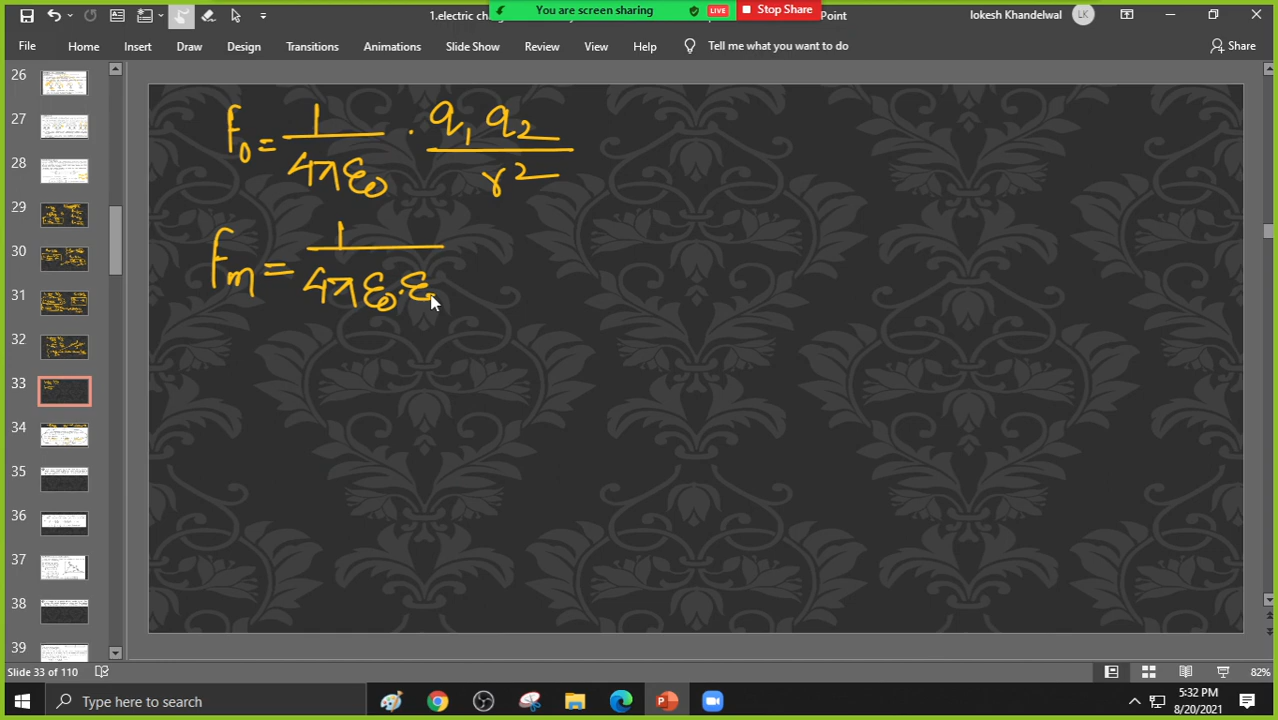 1.electric cha
You are screen sharing
LIVE
Stop Share
Point
lokesh Khandelwal
LK
File
Home
Insert
Draw
Design
Transitions
Animations
Slide Show
Review
View
Help
Tell me what you want to do
Share
26
27
28
29
30
31
32
33
34
35
36
37
38
39
F₀ = 1/4πε₀ · q₁q₂/r²
Fm = 1/4πε₀·ε
Slide 33 of 110
82%
Type here to search
5:32 PM
8/20/2021